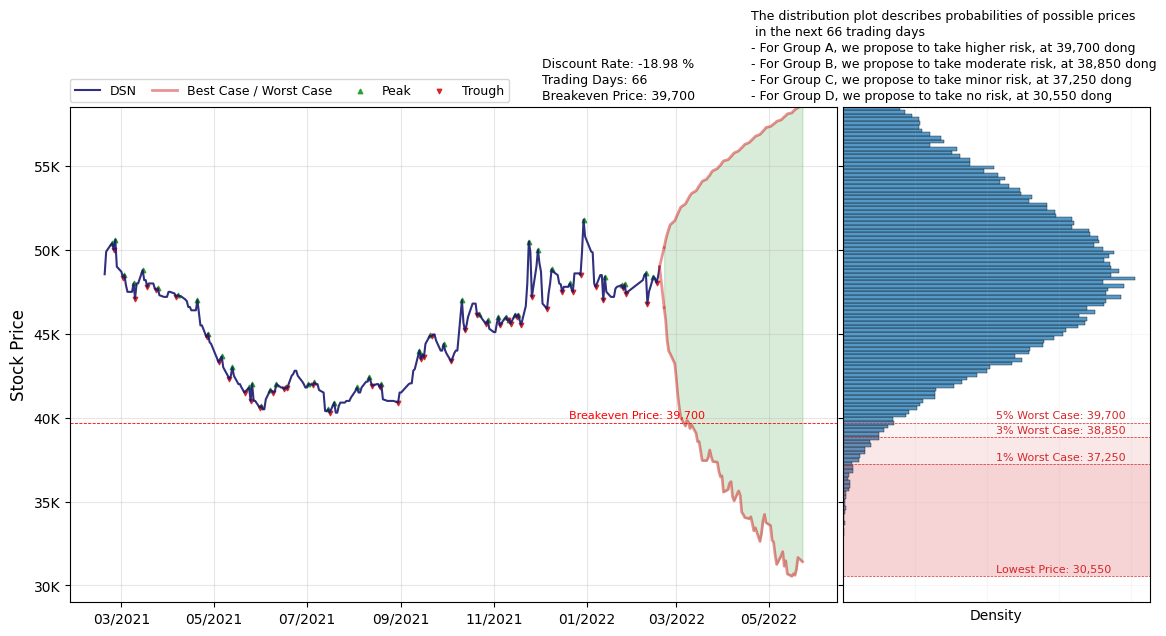 The distribution plot describes probabilities of possible prices
in the next 66 trading days
- For Group A, we propose to take higher risk, at 39,700 dong
- For Group B, we propose to take moderate risk, at 38,850 dong
- For Group C, we propose to take minor risk, at 37,250 dong
- For Group D, we propose to take no risk, at 30,550 dong
Discount Rate: -18.98 %
Trading Days: 66
Breakeven Price: 39,700
DSN
Best Case / Worst Case
Peak
Trough
Stock Price
55K
50K
45K
40K
35K
30K
Breakeven Price: 39,700
5% Worst Case: 39,700
3% Worst Case: 38,850
1% Worst Case: 37,250
Lowest Price: 30,550
03/2021
05/2021
07/2021
09/2021
11/2021
01/2022
03/2022
05/2022
Density